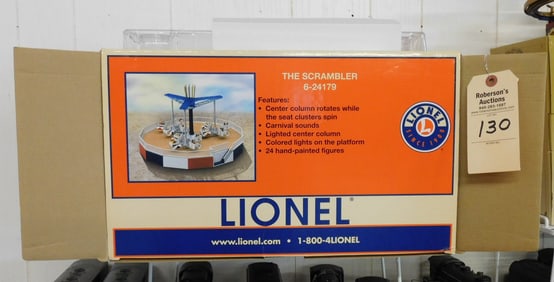 THE SCRAMBLER
6-24179
Features:
• Center column rotates while
the seat clusters spin
• Carnival sounds
• Lighted center column
• Colored lights on the platform
• 24 hand-painted figures
LIONEL
SINCE 1900
LIONEL
www.lionel.com • 1-800-4LIONEL
Roberson's
Auctions
130